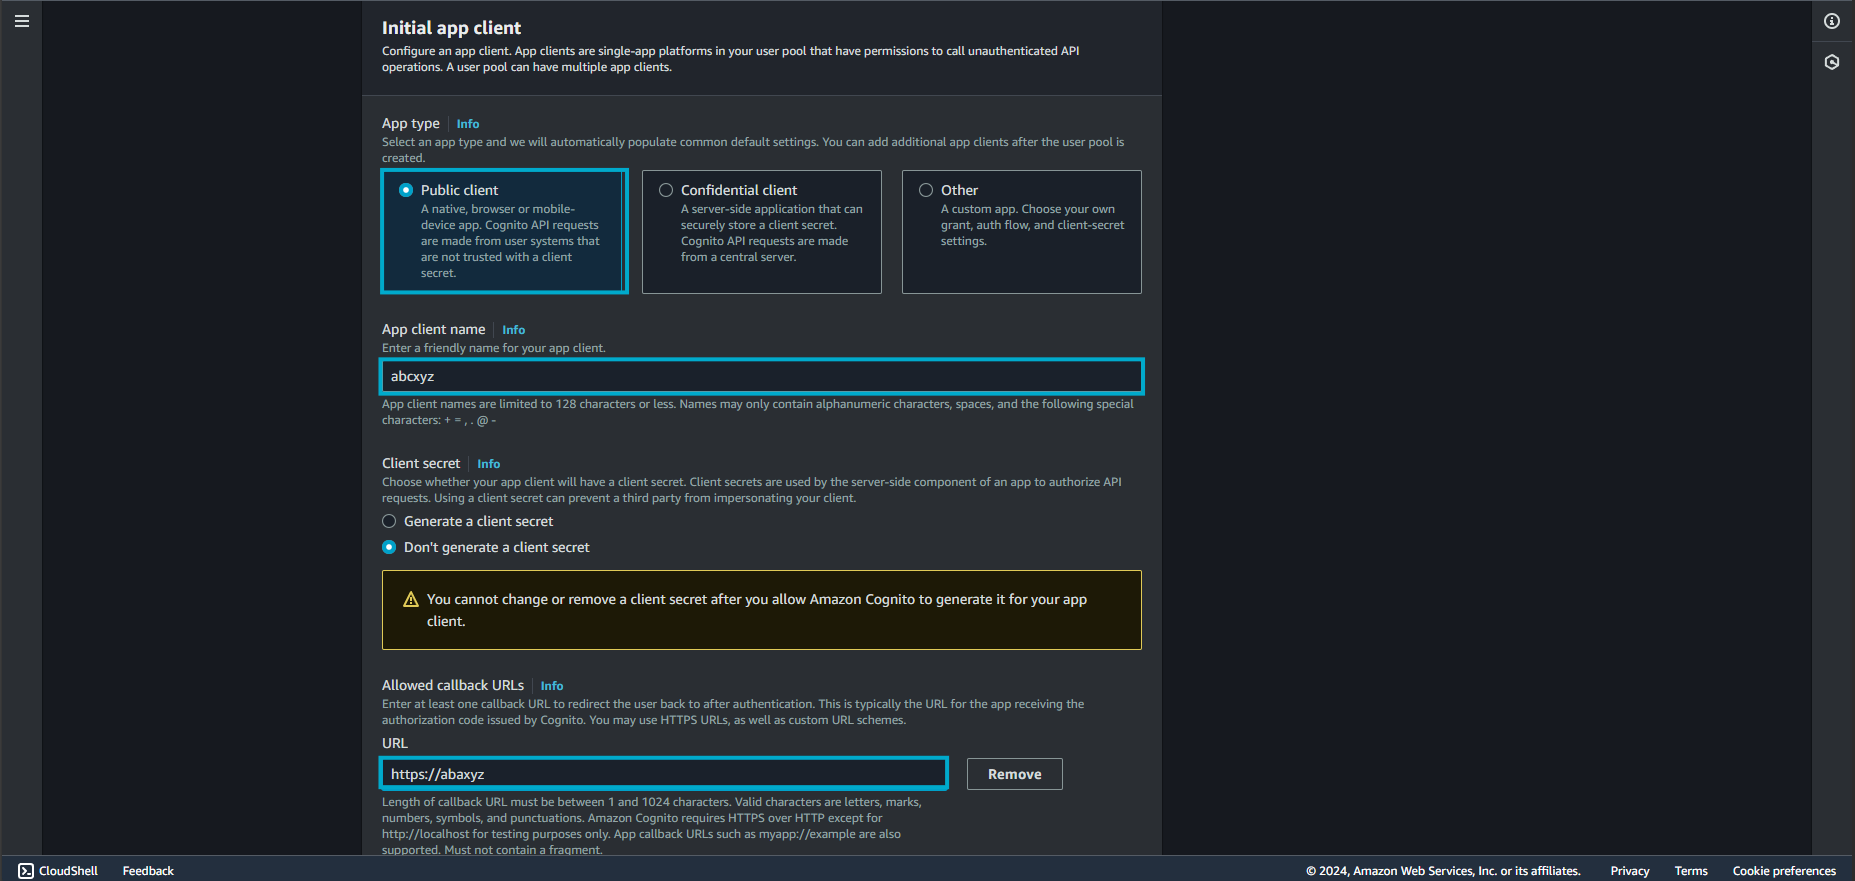 Initial app client
Configure an app client. App clients are single-app platforms in your user pool that have permissions to call unauthenticated API
operations. A user pool can have multiple app clients.
App type Info
Select an app type and we will automatically populate common default settings. You can add additional app clients after the user pool is
created.
Public client
A native, browser or mobile-
device app. Cognito API requests
are made from user systems that
are not trusted with a client
secret.
Confidential client
A server-side application that can
securely store a client secret.
Cognito API requests are made
from a central server.
Other
A custom app. Choose your own
grant, auth flow, and client-secret
settings.
App client name Info
Enter a friendly name for your app client.
abcxyz
App client names are limited to 128 characters or less. Names may only contain alphanumeric characters, spaces, and the following special
characters: + = , . @ -
Client secret Info
Choose whether your app client will have a client secret. Client secrets are used by the server-side component of an app to authorize API
requests. Using a client secret can prevent a third party from impersonating your client.
Generate a client secret
Don't generate a client secret
You cannot change or remove a client secret after you allow Amazon Cognito to generate it for your app
client.
Allowed callback URLs Info
Enter at least one callback URL to redirect the user back to after authentication. This is typically the URL for the app receiving the
authorization code issued by Cognito. You may use HTTPS URLs, as well as custom URL schemes.
URL
https://abaxyz
Remove
Length of callback URL must be between 1 and 1024 characters. Valid characters are letters, marks,
numbers, symbols, and punctuations. Amazon Cognito requires HTTPS over HTTP except for
http://localhost for testing purposes only. App callback URLs such as myapp://example are also
supported. Must not contain a fragment.
CloudShell Feedback © 2024, Amazon Web Services, Inc. or its affiliates. Privacy Terms Cookie preferences